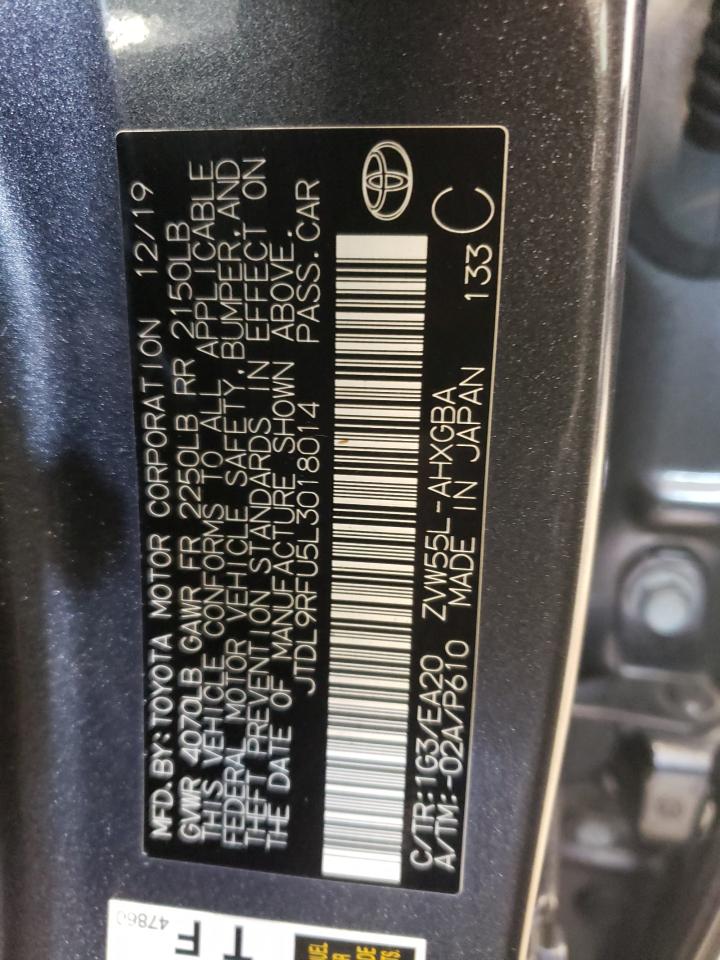 MFD. BY: TOYOTA MOTOR CORPORATION 12/19
GVWR 4070LB GAWR FR 2250LB RR 2150LB
THIS VEHICLE CONFORMS TO ALL APPLICABLE
FEDERAL MOTOR VEHICLE SAFETY, BUMPER, AND
THEFT PREVENTION STANDARDS IN EFFECT ON
THE DATE OF MANUFACTURE SHOWN ABOVE.
JTDL9RFU5L3018014 PASS. CAR
C/TR: 1G3/EA20 ZVW55L-AHXGBA 133 C
A/TM: -02A/P610 MADE IN JAPAN
47860